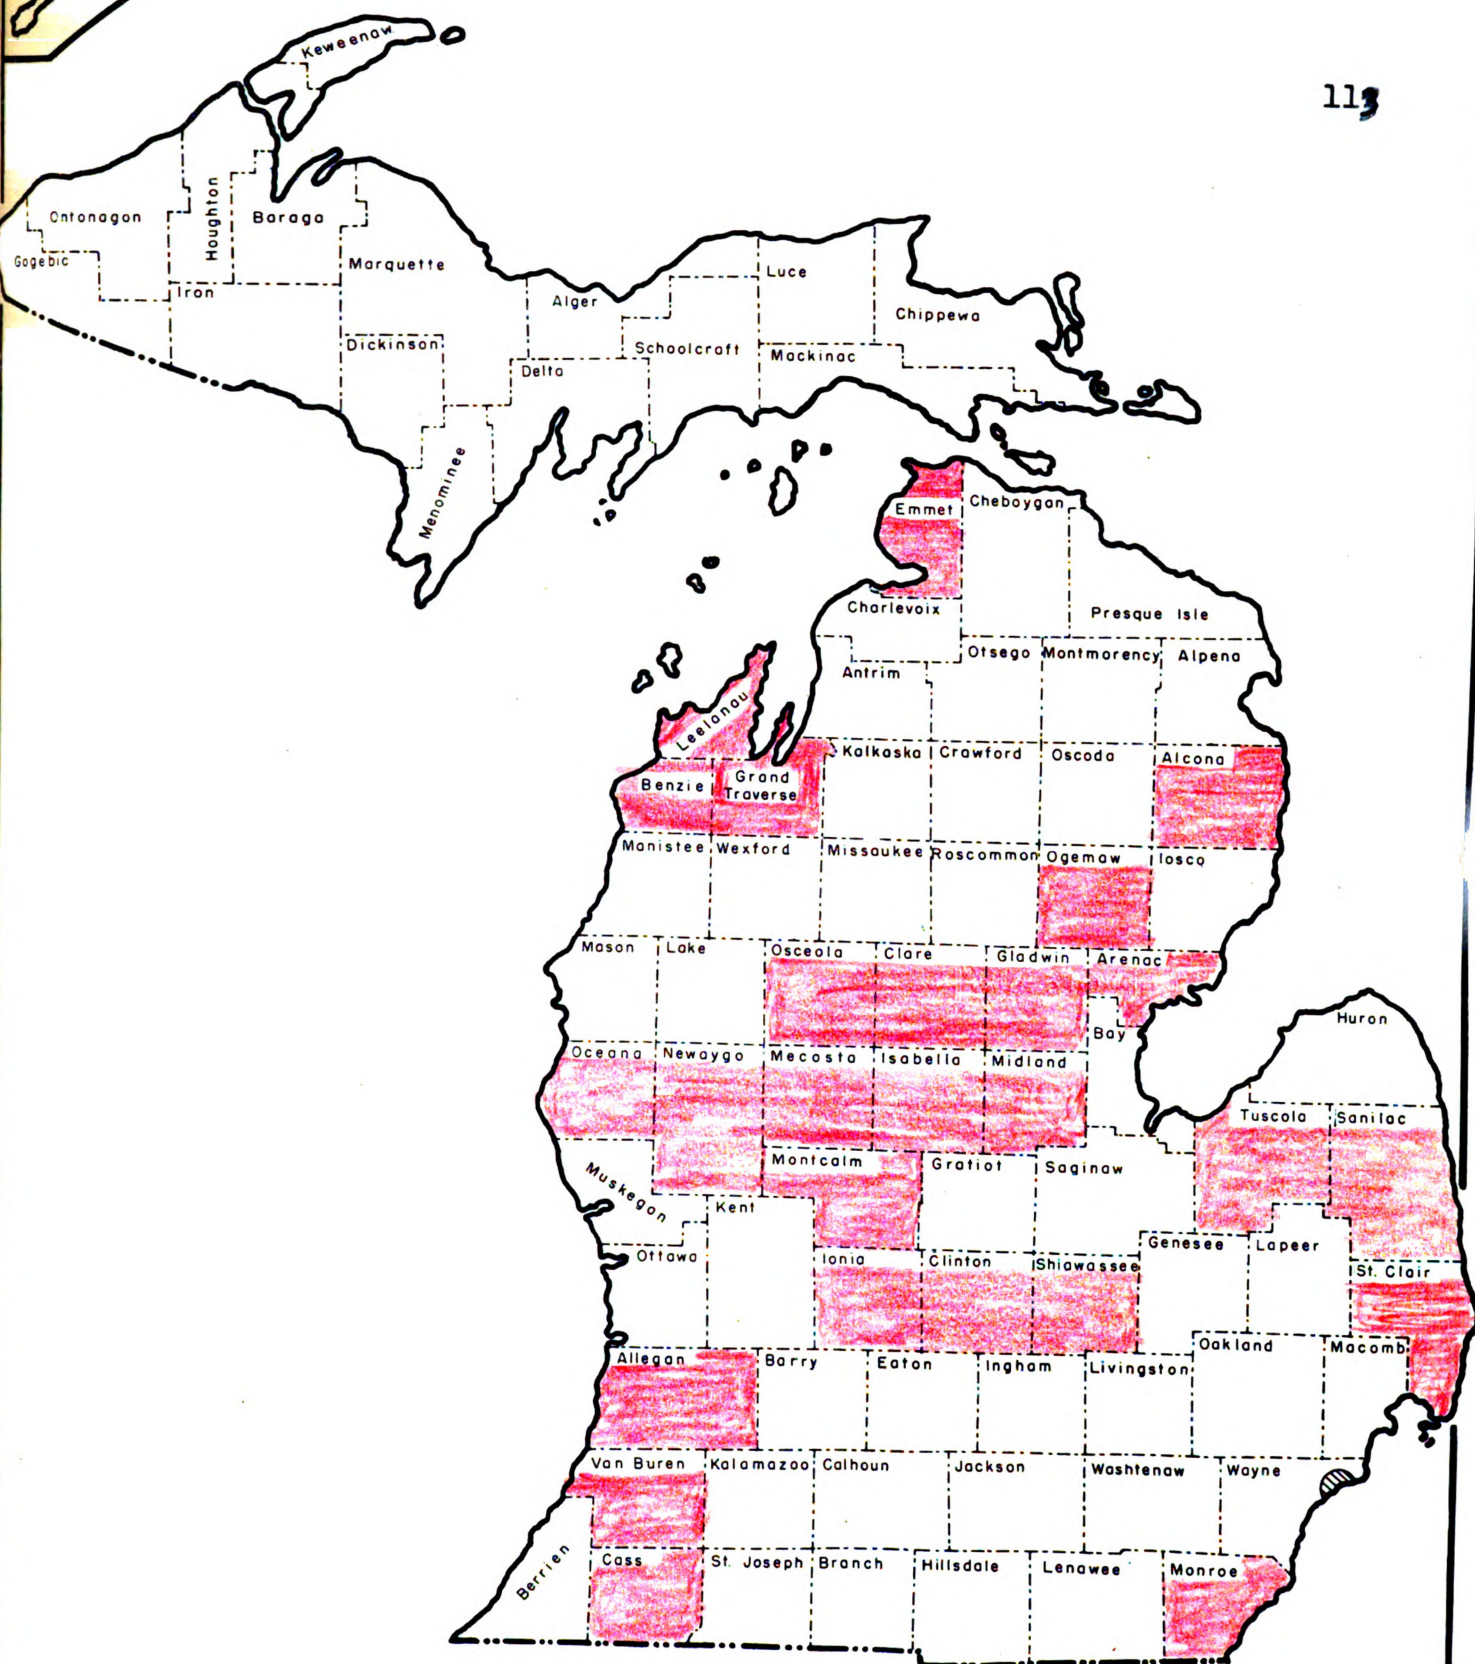 113
Keweenaw
Ontonagon
Houghton
Baraga
Gogebic
Marquette
Iron
Luce
Alger
Chippewa
Dickinson
Schoolcraft
Mackinac
Delta
Menominee
Emmet
Cheboygan
Charlevoix
Presque Isle
Otsego
Montmorency
Alpena
Antrim
Leelanau
Kalkaska
Crawford
Oscoda
Alcona
Benzie
Grand
Traverse
Manistee
Wexford
Missaukee
Roscommon
Ogemaw
Iosco
Mason
Lake
Osceola
Clare
Gladwin
Arenac
Huron
Bay
Oceana
Newaygo
Mecosta
Isabella
Midland
Tuscola
Sanilac
Muskegon
Montcalm
Gratiot
Saginaw
Kent
Ottawa
Ionia
Clinton
Shiawassee
Genesee
Lapeer
St. Clair
Allegan
Barry
Eaton
Ingham
Livingston
Oakland
Macomb
Van Buren
Kalamazoo
Calhoun
Jackson
Washtenaw
Wayne
Berrien
Cass
St. Joseph
Branch
Hillsdale
Lenawee
Monroe